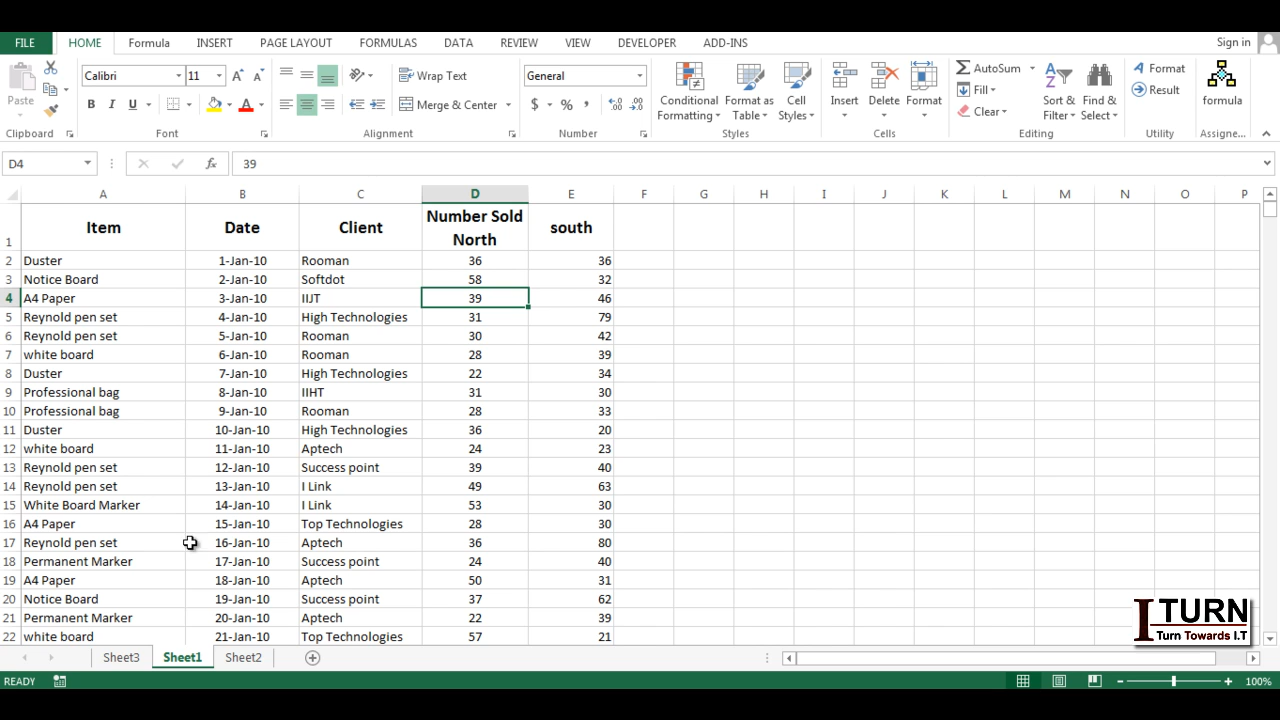 FILE HOME Formula INSERT PAGE LAYOUT FORMULAS DATA REVIEW VIEW DEVELOPER ADD-INS Sign in
Paste
Calibri 11
B I U
Wrap Text
Merge & Center
General
$ % ,
Conditional Formatting
Format as Table
Cell Styles
Insert
Delete
Format
AutoSum
Fill
Clear
Sort & Filter
Find & Select
Format
Result
formula
Clipboard Font Alignment Number Styles Cells Editing Utility Assigne...
D4 fx 39
A B C D E F G H I J K L M N O P
1 Item Date Client Number Sold North south
2 Duster 1-Jan-10 Rooman 36 36
3 Notice Board 2-Jan-10 Softdot 58 32
4 A4 Paper 3-Jan-10 IIJT 39 46
5 Reynold pen set 4-Jan-10 High Technologies 31 79
6 Reynold pen set 5-Jan-10 Rooman 30 42
7 white board 6-Jan-10 Rooman 28 39
8 Duster 7-Jan-10 High Technologies 22 34
9 Professional bag 8-Jan-10 IIHT 31 30
10 Professional bag 9-Jan-10 Rooman 28 33
11 Duster 10-Jan-10 High Technologies 36 20
12 white board 11-Jan-10 Aptech 24 23
13 Reynold pen set 12-Jan-10 Success point 39 40
14 Reynold pen set 13-Jan-10 I Link 49 63
15 White Board Marker 14-Jan-10 I Link 53 30
16 A4 Paper 15-Jan-10 Top Technologies 28 30
17 Reynold pen set 16-Jan-10 Aptech 36 80
18 Permanent Marker 17-Jan-10 Success point 24 40
19 A4 Paper 18-Jan-10 Aptech 50 31
20 Notice Board 19-Jan-10 Success point 37 62
21 Permanent Marker 20-Jan-10 Aptech 22 39
22 white board 21-Jan-10 Top Technologies 57 21
I TURN
Turn Towards I.T
Sheet3 Sheet1 Sheet2
READY 100%